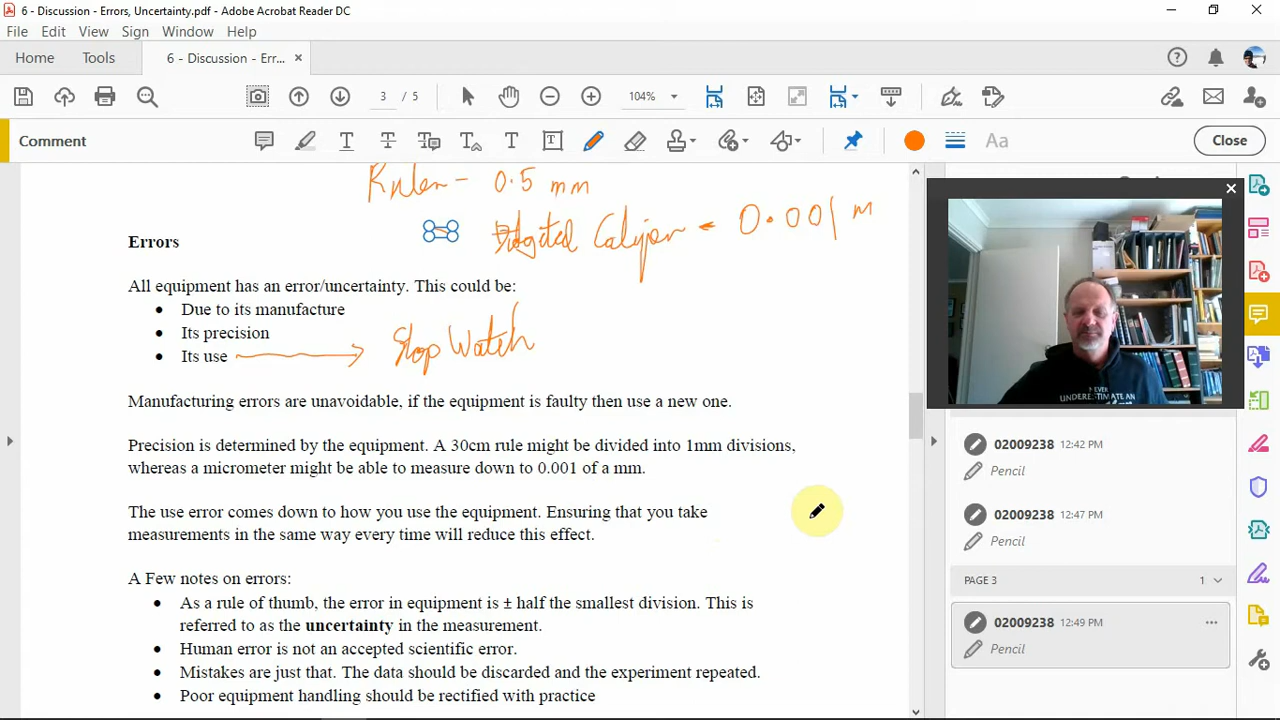 6 - Discussion - Errors, Uncertainty.pdf - Adobe Acrobat Reader DC
File Edit View Sign Window Help
Home Tools 6 - Discussion - Err... ×
3 / 5 104%
Comment Aa Close
Ruler - 0.5 mm
Digital Caliper - 0.001 m
Errors
All equipment has an error/uncertainty. This could be:
• Due to its manufacture
• Its precision
• Its use → Stop Watch
Manufacturing errors are unavoidable, if the equipment is faulty then use a new one.
Precision is determined by the equipment. A 30cm rule might be divided into 1mm divisions,
whereas a micrometer might be able to measure down to 0.001 of a mm.
The use error comes down to how you use the equipment. Ensuring that you take
measurements in the same way every time will reduce this effect.
A Few notes on errors:
• As a rule of thumb, the error in equipment is ± half the smallest division. This is
referred to as the uncertainty in the measurement.
• Human error is not an accepted scientific error.
• Mistakes are just that. The data should be discarded and the experiment repeated.
• Poor equipment handling should be rectified with practice
NEVER
UNDERESTIMATE AN
02009238 12:42 PM
Pencil
02009238 12:47 PM
Pencil
PAGE 3 1
02009238 12:49 PM
Pencil